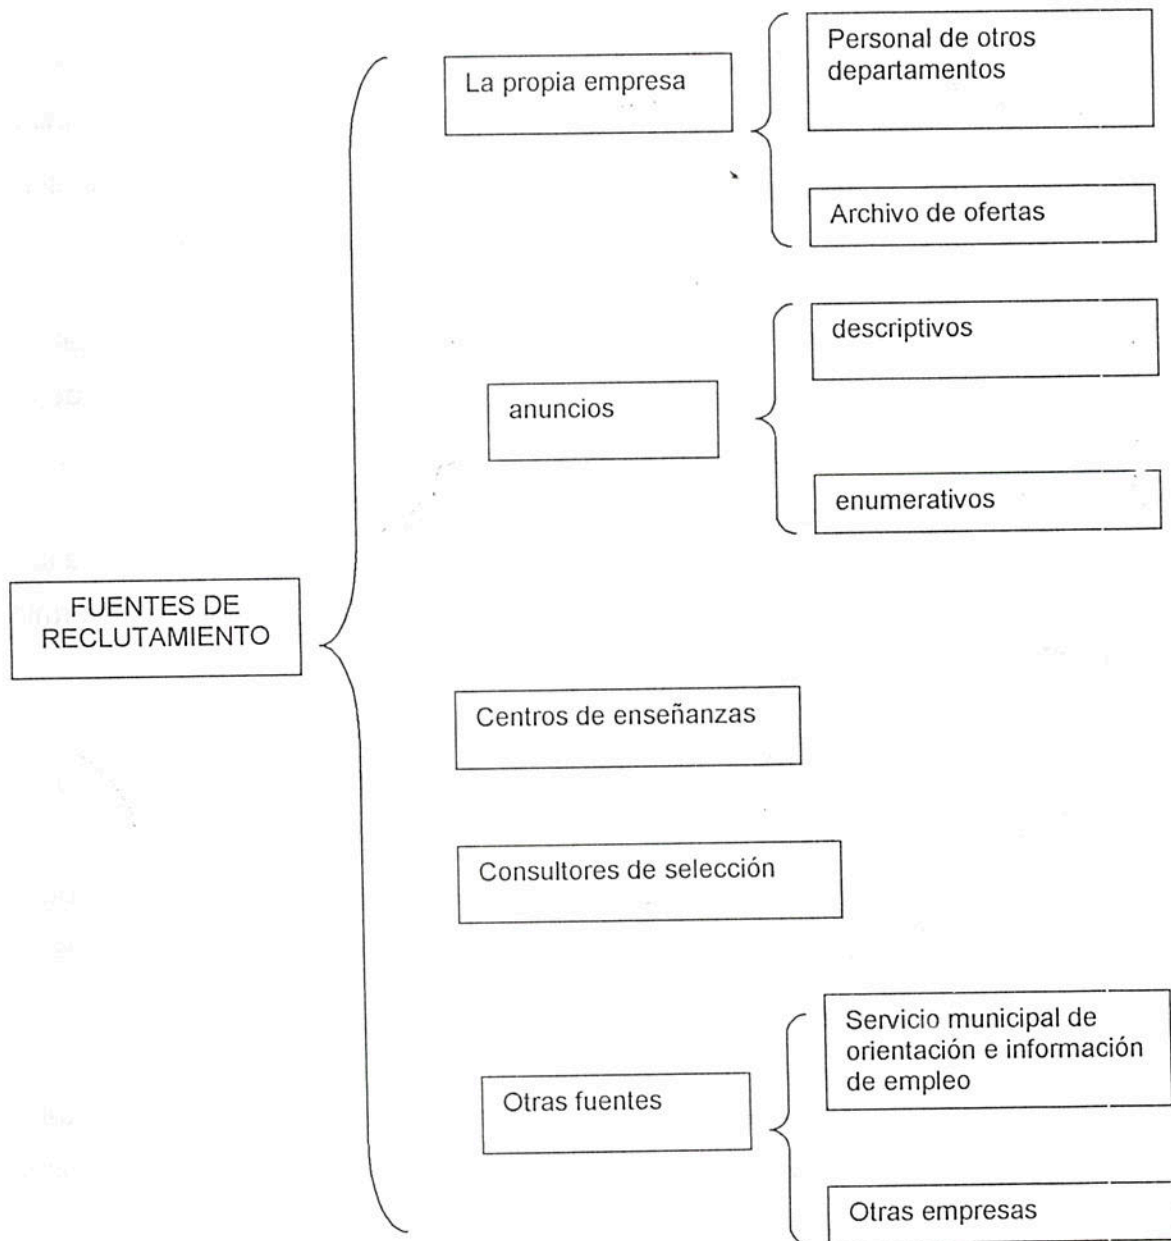 FUENTES DE
RECLUTAMIENTO
La propia empresa
Personal de otros
departamentos
Archivo de ofertas
anuncios
descriptivos
enumerativos
Centros de enseñanzas
Consultores de selección
Otras fuentes
Servicio municipal de
orientación e información
de empleo
Otras empresas